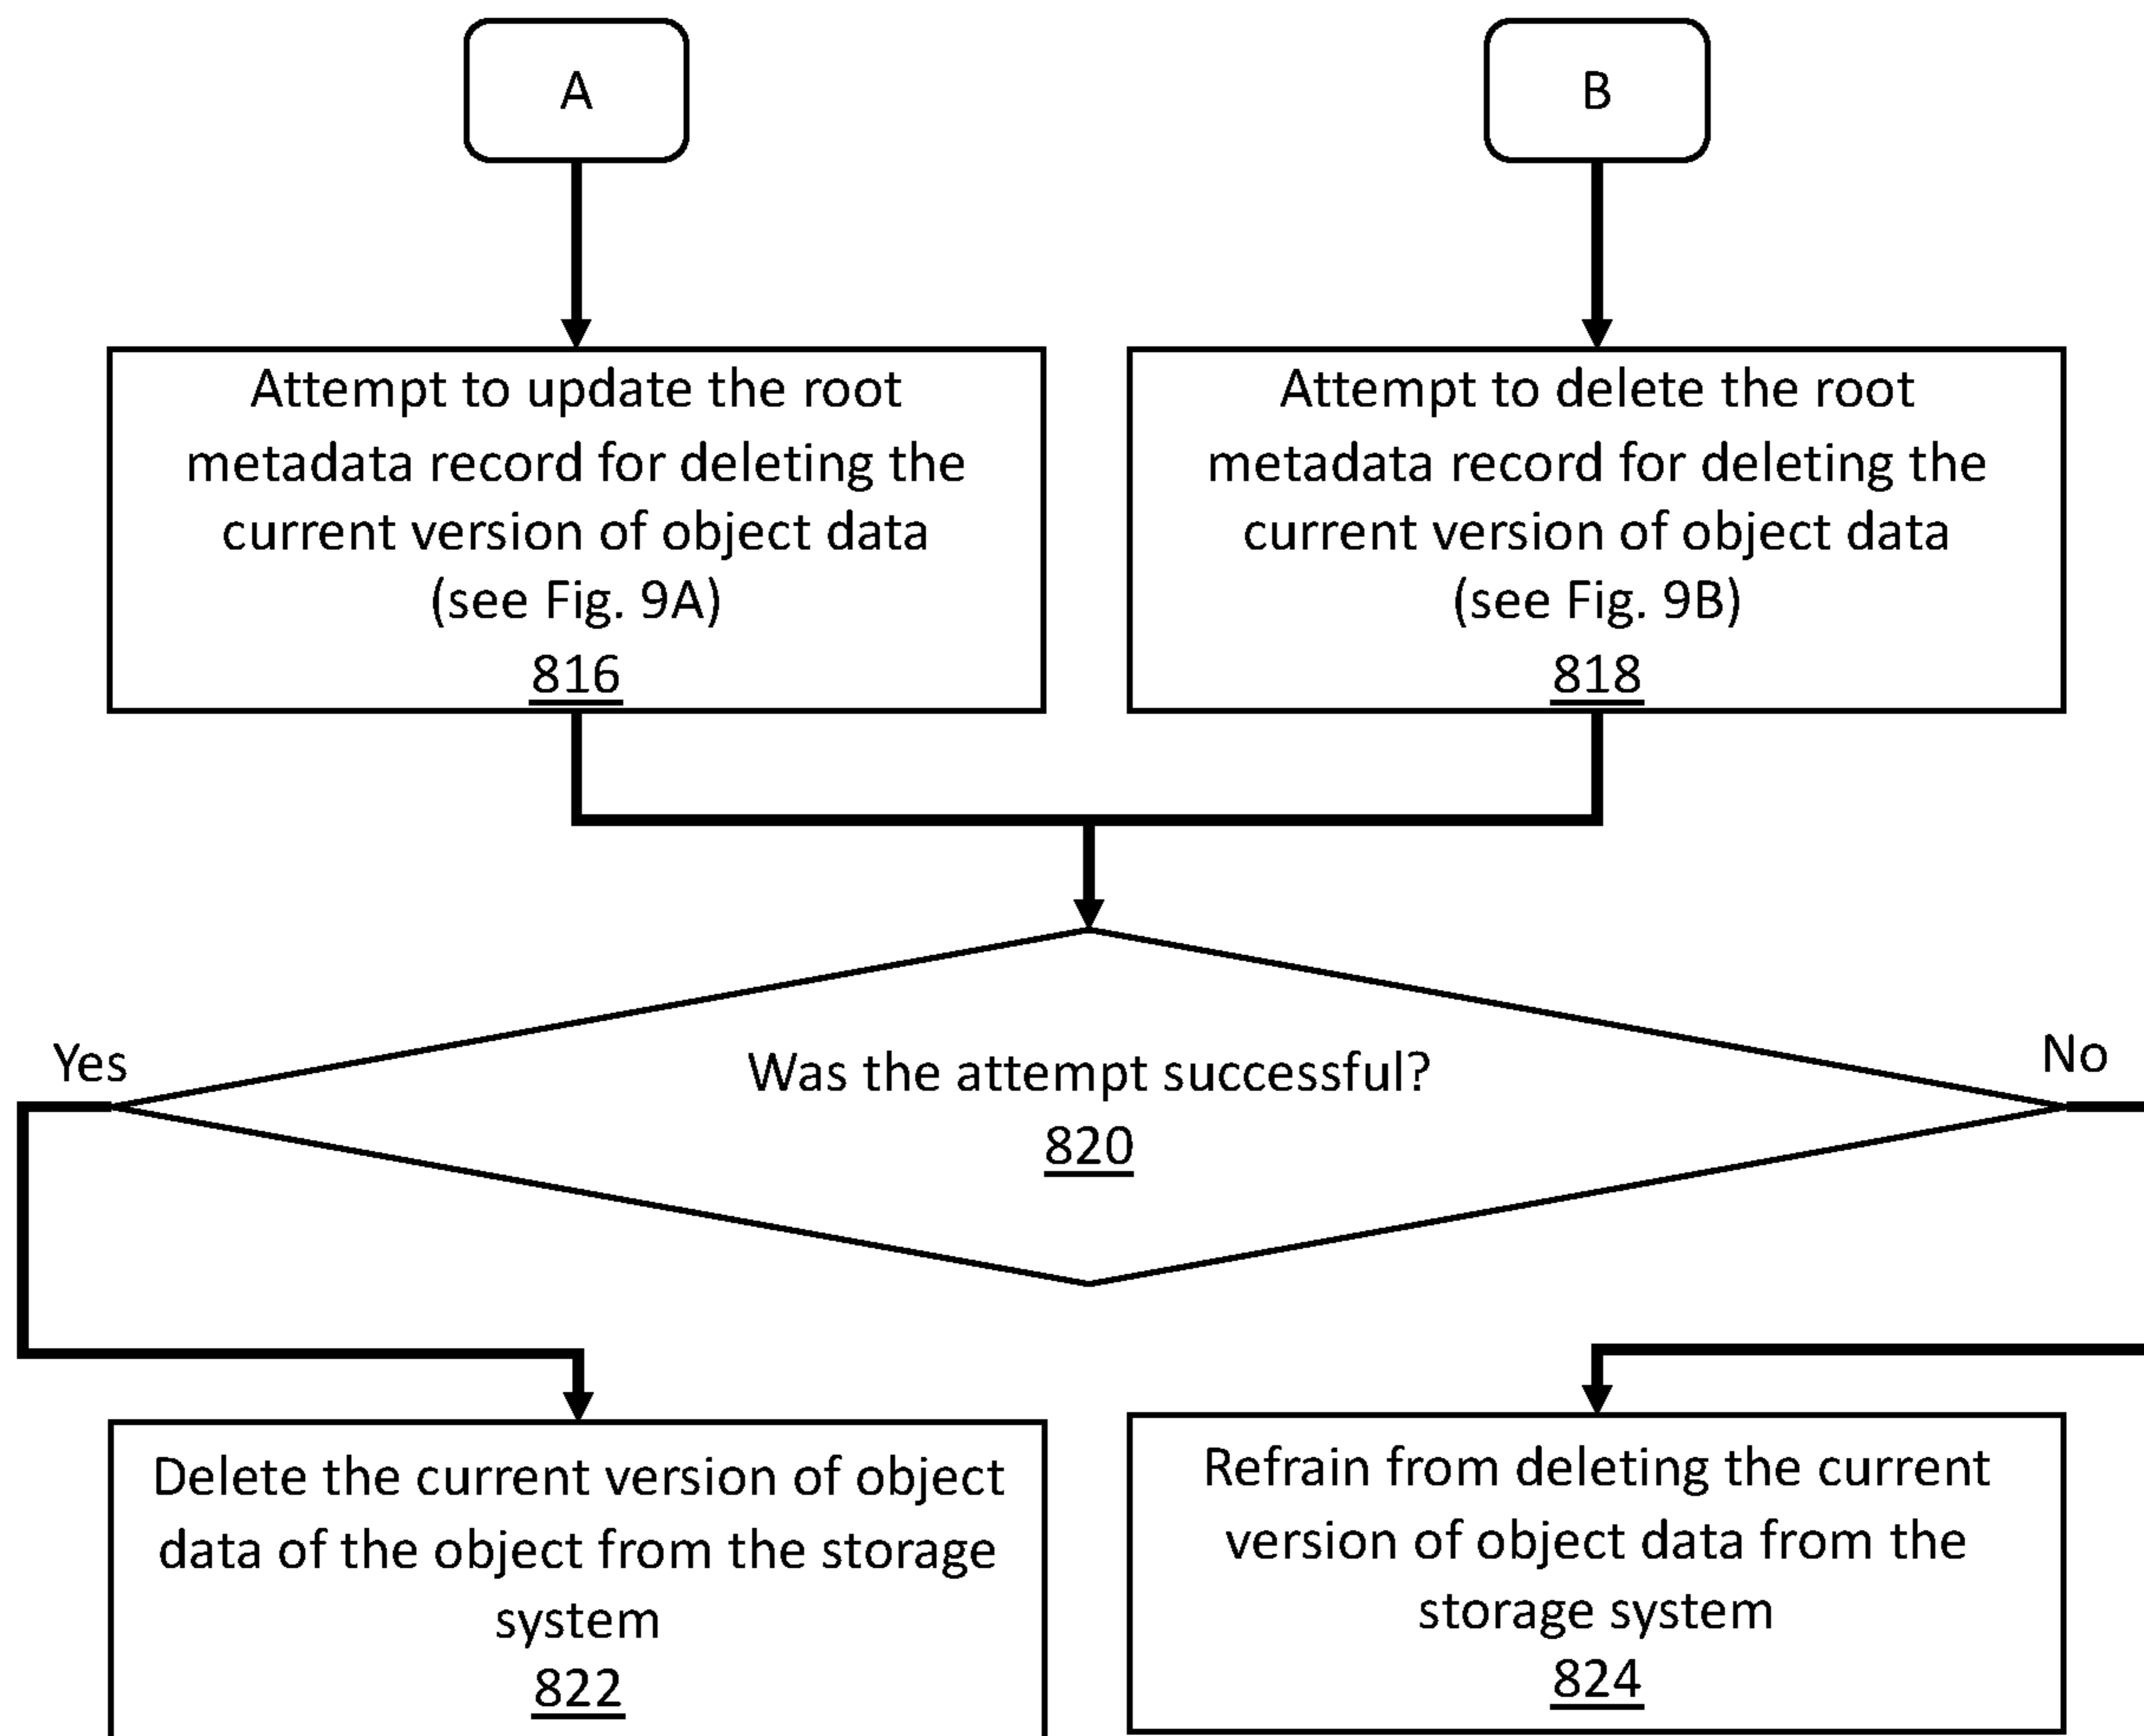 A
B
Attempt to update the root
metadata record for deleting the
current version of object data
(see Fig. 9A)
816
Attempt to delete the root
metadata record for deleting the
current version of object data
(see Fig. 9B)
818
Yes
Was the attempt successful?
820
No
Delete the current version of object
data of the object from the storage
system
822
Refrain from deleting the current
version of object data from the
storage system
824